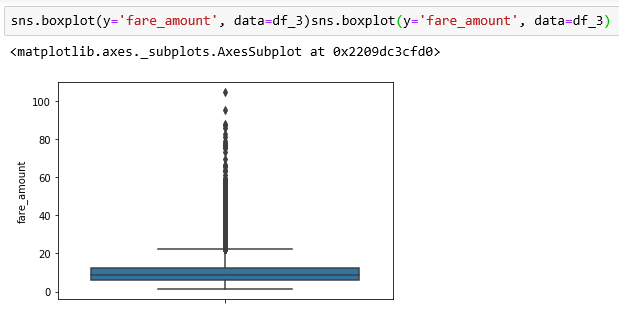 sns.boxplot(y='fare_amount', data=df_3)sns.boxplot(y='fare_amount', data=df_3)
<matplotlib.axes._subplots.AxesSubplot at 0x2209dc3cfd0>
100
80
60
fare_amount
40
20
0